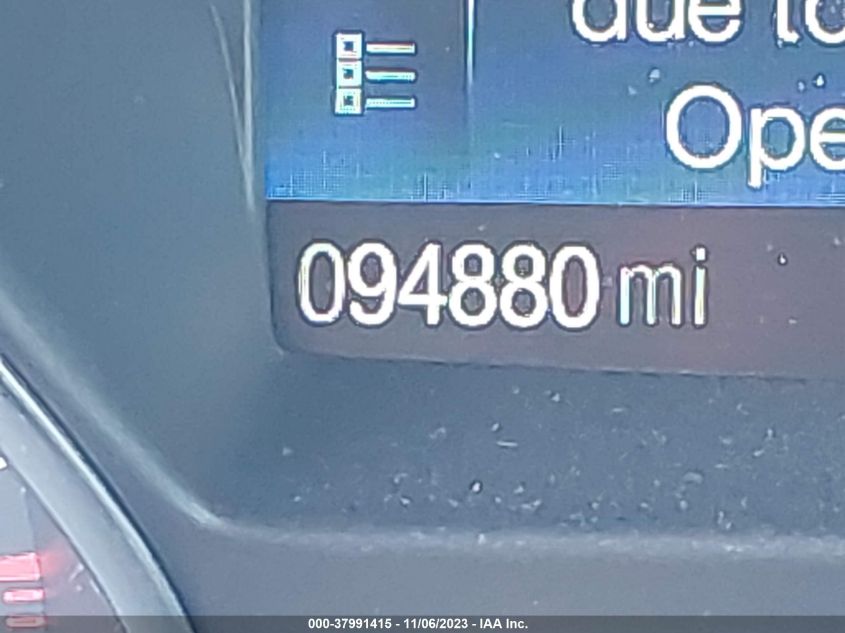 due to
Ope
094880 mi
000-37991415 - 11/06/2023 - IAA Inc.